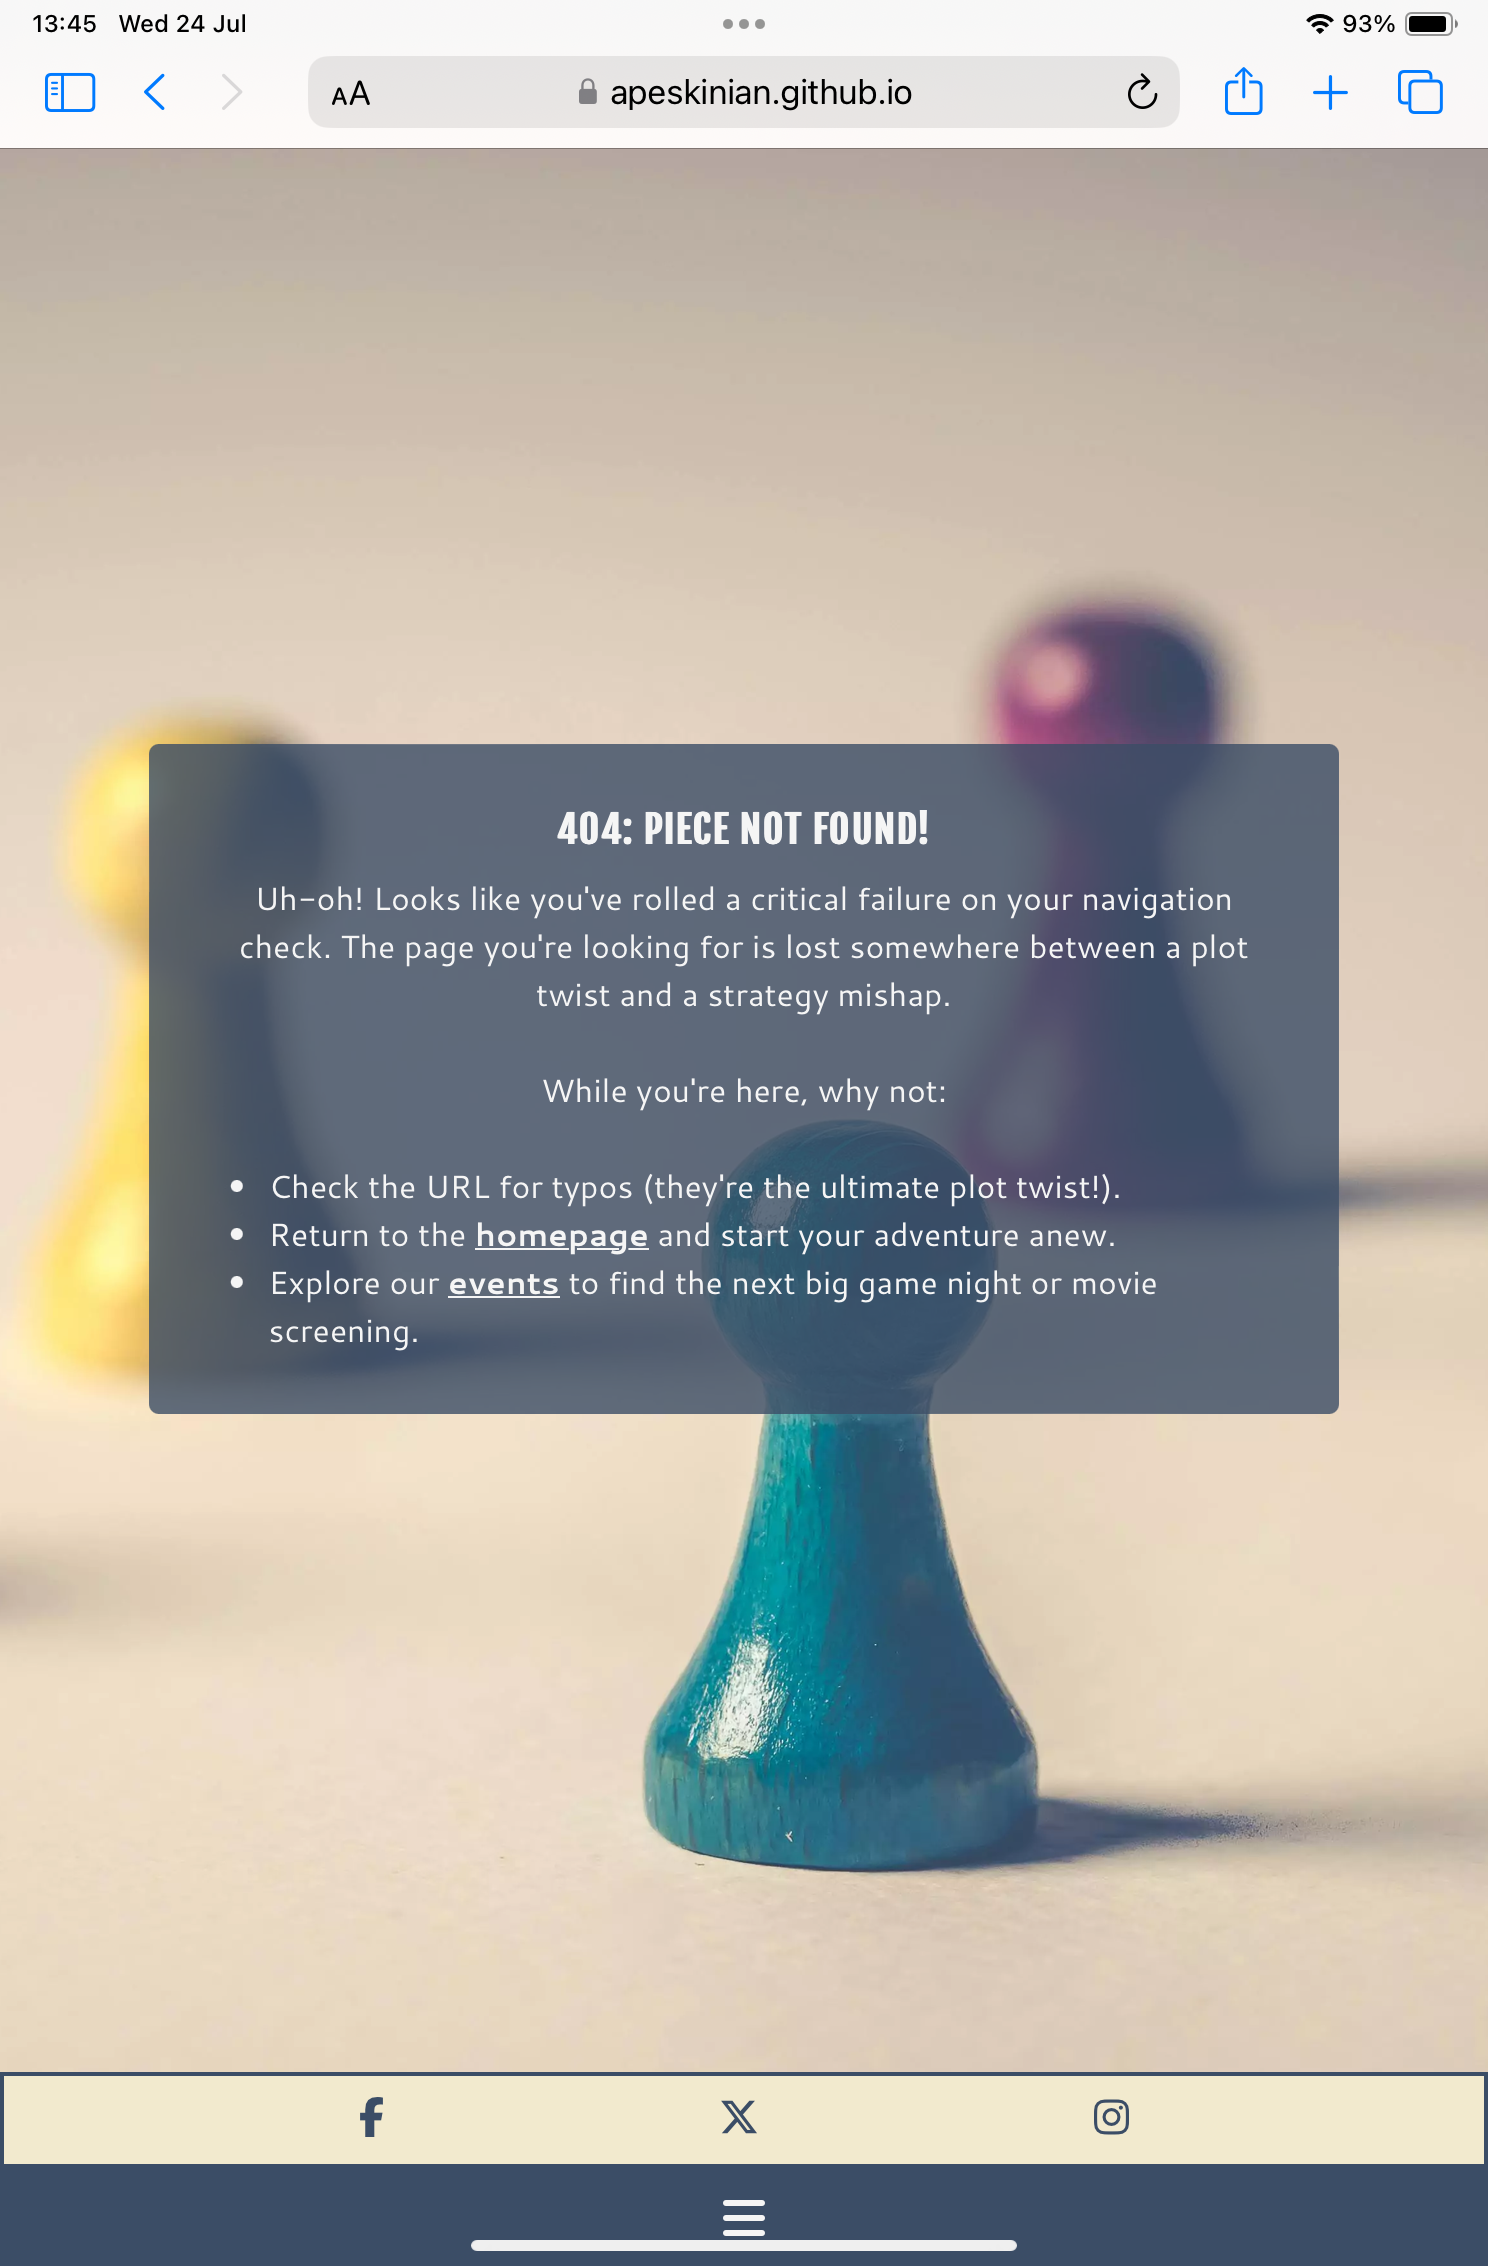 13:45 Wed 24 Jul
93%
AA
apeskinian.github.io
404: PIECE NOT FOUND!
Uh-oh! Looks like you've rolled a critical failure on your navigation
check. The page you're looking for is lost somewhere between a plot
twist and a strategy mishap.
While you're here, why not:
• Check the URL for typos (they're the ultimate plot twist!).
• Return to the homepage and start your adventure anew.
• Explore our events to find the next big game night or movie
screening.